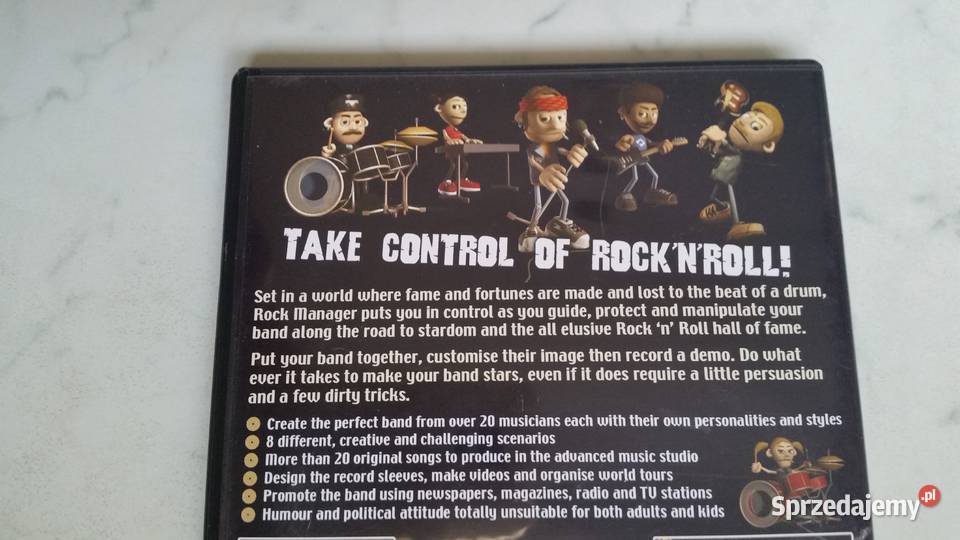 TAKE CONTROL OF ROCK'N'ROLL!
Set in a world where fame and fortunes are made and lost to the beat of a drum,
Rock Manager puts you in control as you guide, protect and manipulate your
band along the road to stardom and the all elusive Rock 'n' Roll hall of fame.
Put your band together, customise their image then record a demo. Do what
ever it takes to make your band stars, even if it does require a little persuasion
and a few dirty tricks.
Create the perfect band from over 20 musicians each with their own personalities and styles
8 different, creative and challenging scenarios
More than 20 original songs to produce in the advanced music studio
Design the record sleeves, make videos and organise world tours
Promote the band using newspapers, magazines, radio and TV stations
Humour and political attitude totally unsuitable for both adults and kids
Sprzedajemy.pl